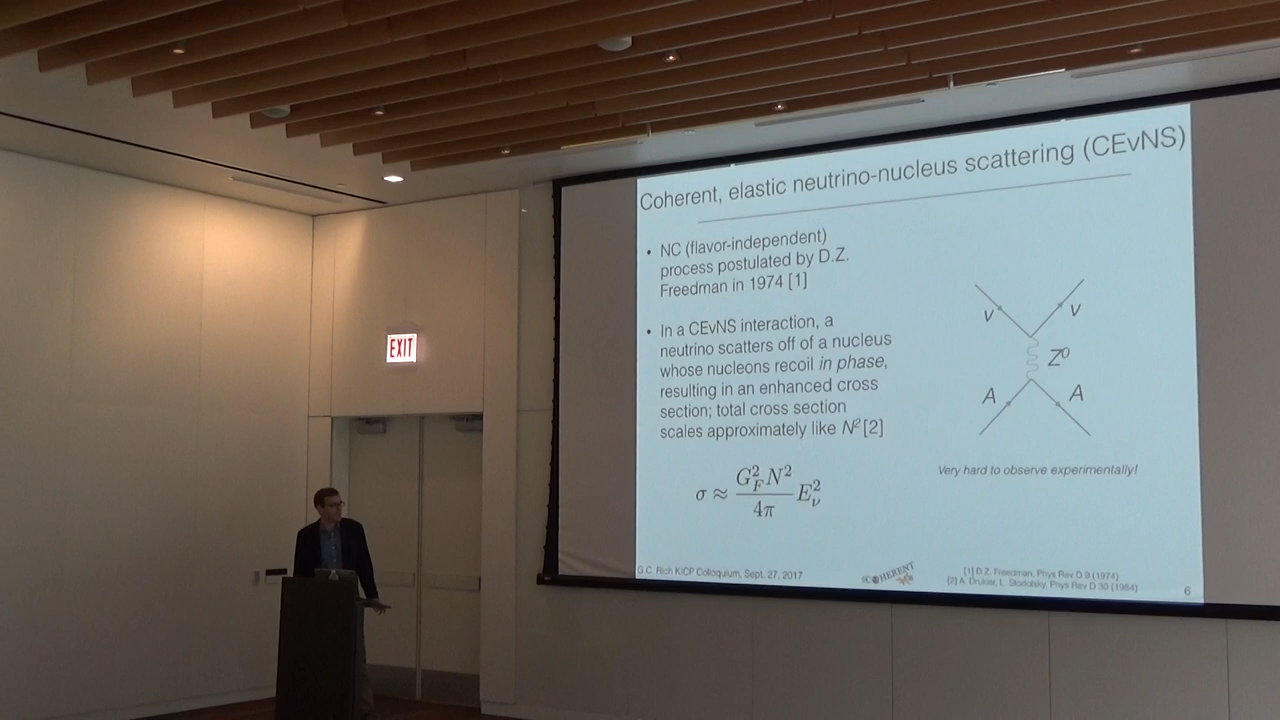 Coherent, elastic neutrino-nucleus scattering (CEvNS)
• NC (flavor-independent)
process postulated by D.Z.
Freedman in 1974 [1]
• In a CEvNS interaction, a
neutrino scatters off of a nucleus
whose nucleons recoil in phase,
resulting in an enhanced cross
section; total cross section
scales approximately like N² [2]
σ ≈ G_F² N² / 4π E_ν²
ν ν
Z⁰
A A
Very hard to observe experimentally!
EXIT
G.C. Rich KICP Colloquium, Sept. 27, 2017
COHERENT
[1] D.Z. Freedman, Phys Rev D 9 (1974)
[2] A. Drukier, L. Stodolsky, Phys Rev D 30 (1984)
6